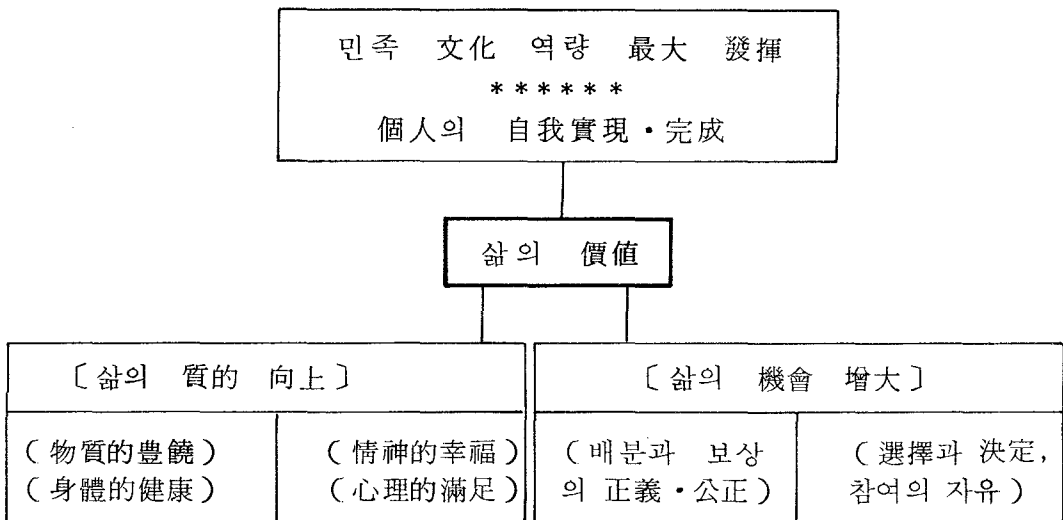 민족 文化 역량 最大 發揮
******
個人의 自我實現・完成
삶의 價値
〔삶의 質的 向上〕
〔삶의 機會 增大〕
(物質的豊饒)
(身體的健康)
(情神的幸福)
(心理的滿足)
(배분과 보상
의 正義・公正)
(選擇과 決定,
참여의 자유)